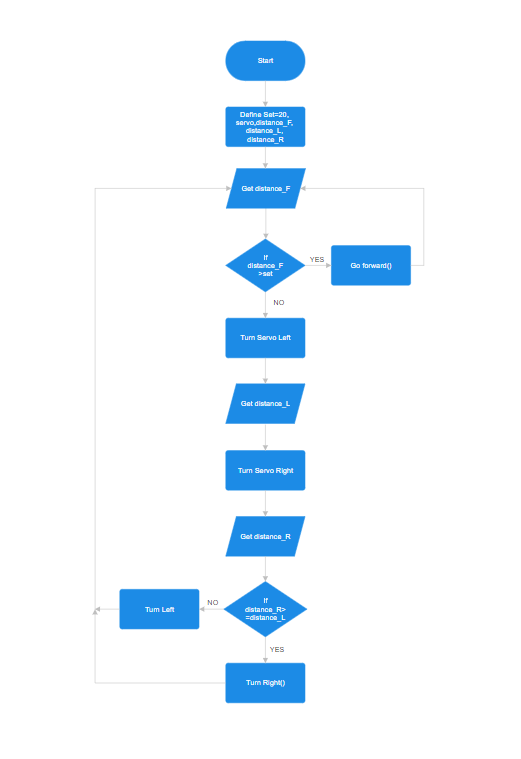 Start
Define Set=20,
servo,distance_F,
distance_L,
distance_R
Get distance_F
If
distance_F
>set
YES
Go forward()
NO
Turn Servo Left
Get distance_L
Turn Servo Right
Get distance_R
If
distance_R>
=distance_L
NO
Turn Left
YES
Turn Right()